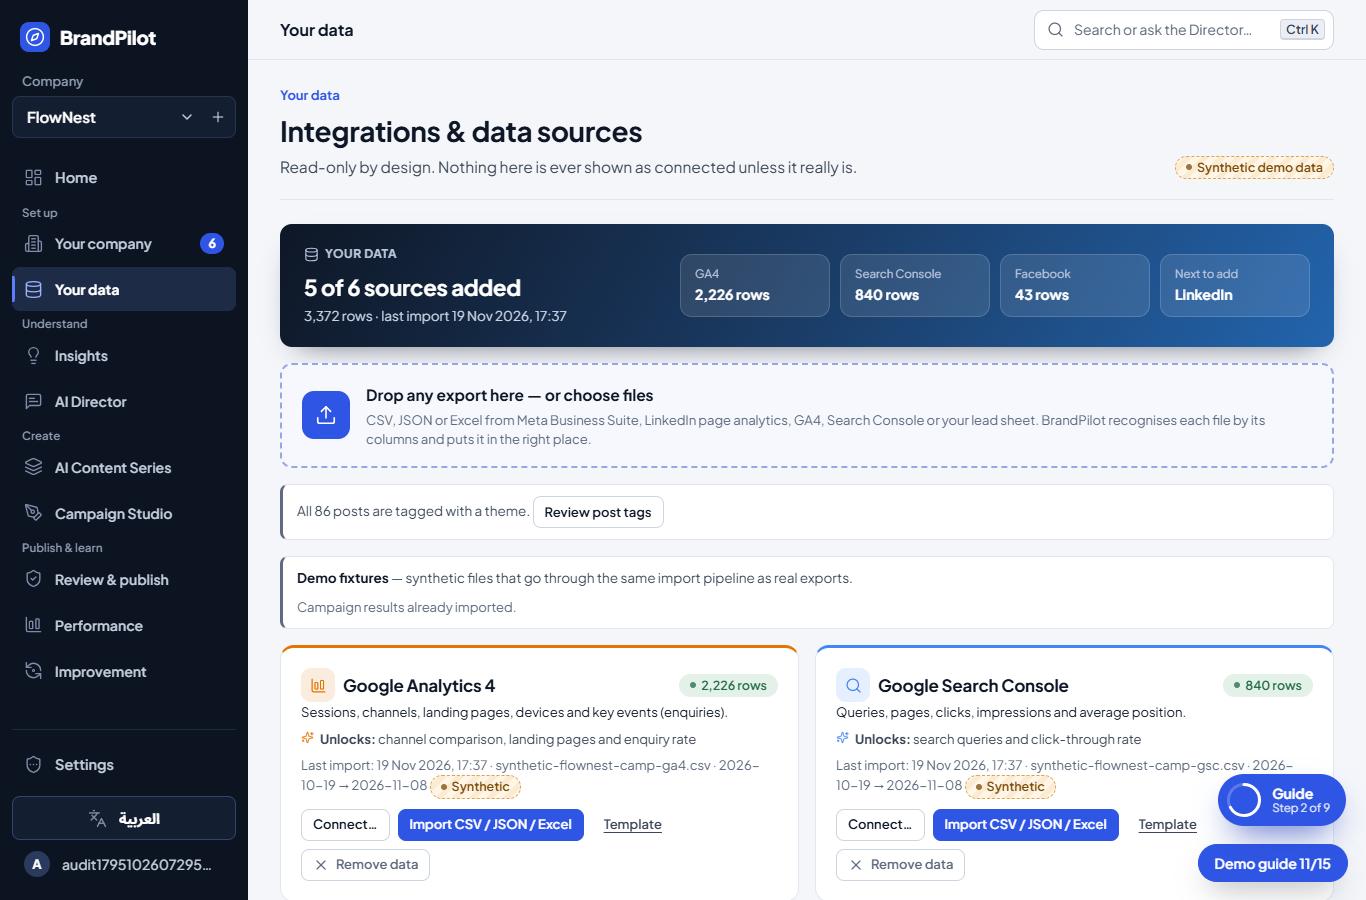 BrandPilot
Company
FlowNest
Home
Set up
Your company
6
Your data
Understand
Insights
AI Director
Create
AI Content Series
Campaign Studio
Publish & learn
Review & publish
Performance
Improvement
Settings
العربية
A
audit1795102607295...
Your data
Search or ask the Director...
Ctrl K
Your data
Integrations & data sources
Read-only by design. Nothing here is ever shown as connected unless it really is.
Synthetic demo data
YOUR DATA
5 of 6 sources added
3,372 rows · last import 19 Nov 2026, 17:37
GA4
2,226 rows
Search Console
840 rows
Facebook
43 rows
Next to add
LinkedIn
Drop any export here — or choose files
CSV, JSON or Excel from Meta Business Suite, LinkedIn page analytics, GA4, Search Console or your lead sheet. BrandPilot recognises each file by its
columns and puts it in the right place.
All 86 posts are tagged with a theme.
Review post tags
Demo fixtures — synthetic files that go through the same import pipeline as real exports.
Campaign results already imported.
Google Analytics 4
2,226 rows
Sessions, channels, landing pages, devices and key events (enquiries).
Unlocks: channel comparison, landing pages and enquiry rate
Last import: 19 Nov 2026, 17:37 · synthetic-flownest-camp-ga4.csv · 2026-
10-19 → 2026-11-08
Synthetic
Connect...
Import CSV / JSON / Excel
Template
Remove data
Google Search Console
840 rows
Queries, pages, clicks, impressions and average position.
Unlocks: search queries and click-through rate
Last import: 19 Nov 2026, 17:37 · synthetic-flownest-camp-gsc.csv · 2026-
10-19 → 2026-11-08
Synthetic
Connect...
Import CSV / JSON / Excel
Template
Remove data
Guide
Step 2 of 9
Demo guide 11/15